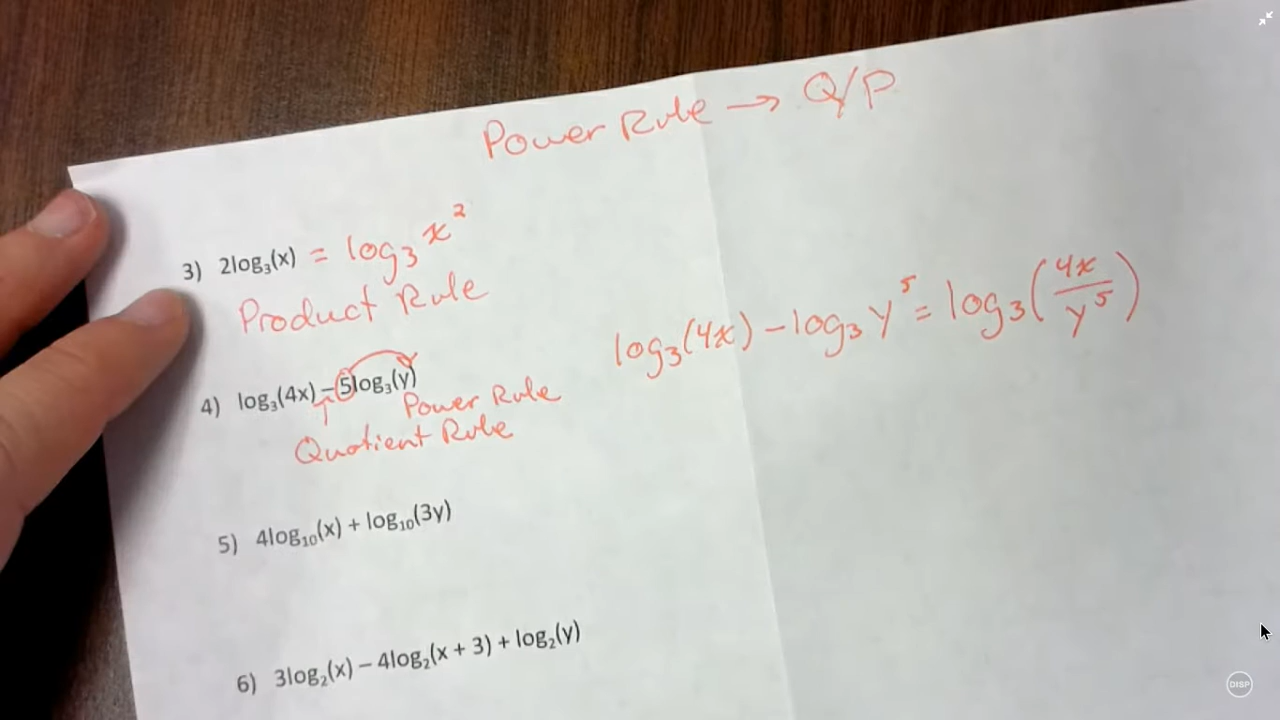 Power Rule → Q/P
3) 2log₃(x) = log₃ x²
Product Rule
4) log₃(4x) – 5log₃(y)
Power Rule
Quotient Rule
log₃(4x) – log₃ y⁵ = log₃(4x/y⁵)
5) 4log₁₀(x) + log₁₀(3y)
6) 3log₂(x) – 4log₂(x + 3) + log₂(y)
DISP